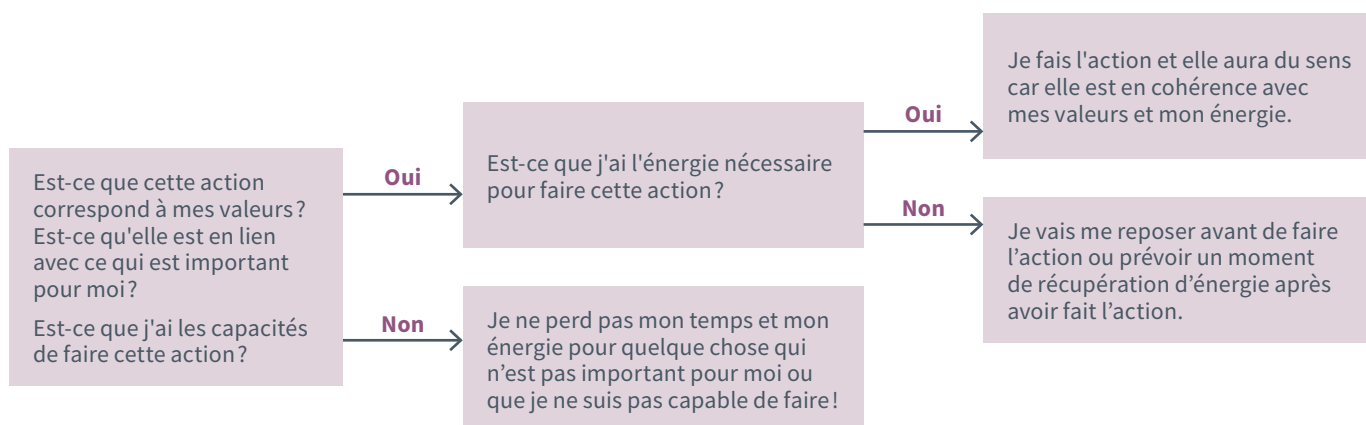 Est-ce que cette action
correspond à mes valeurs ?
Est-ce qu'elle est en lien
avec ce qui est important
pour moi ?
Est-ce que j'ai les capacités
de faire cette action ?
Oui
Non
Est-ce que j'ai l'énergie nécessaire
pour faire cette action ?
Je ne perd pas mon temps et mon
énergie pour quelque chose qui
n’est pas important pour moi ou
que je ne suis pas capable de faire !
Oui
Non
Je fais l'action et elle aura du sens
car elle est en cohérence avec
mes valeurs et mon énergie.
Je vais me reposer avant de faire
l’action ou prévoir un moment
de récupération d’énergie après
avoir fait l’action.